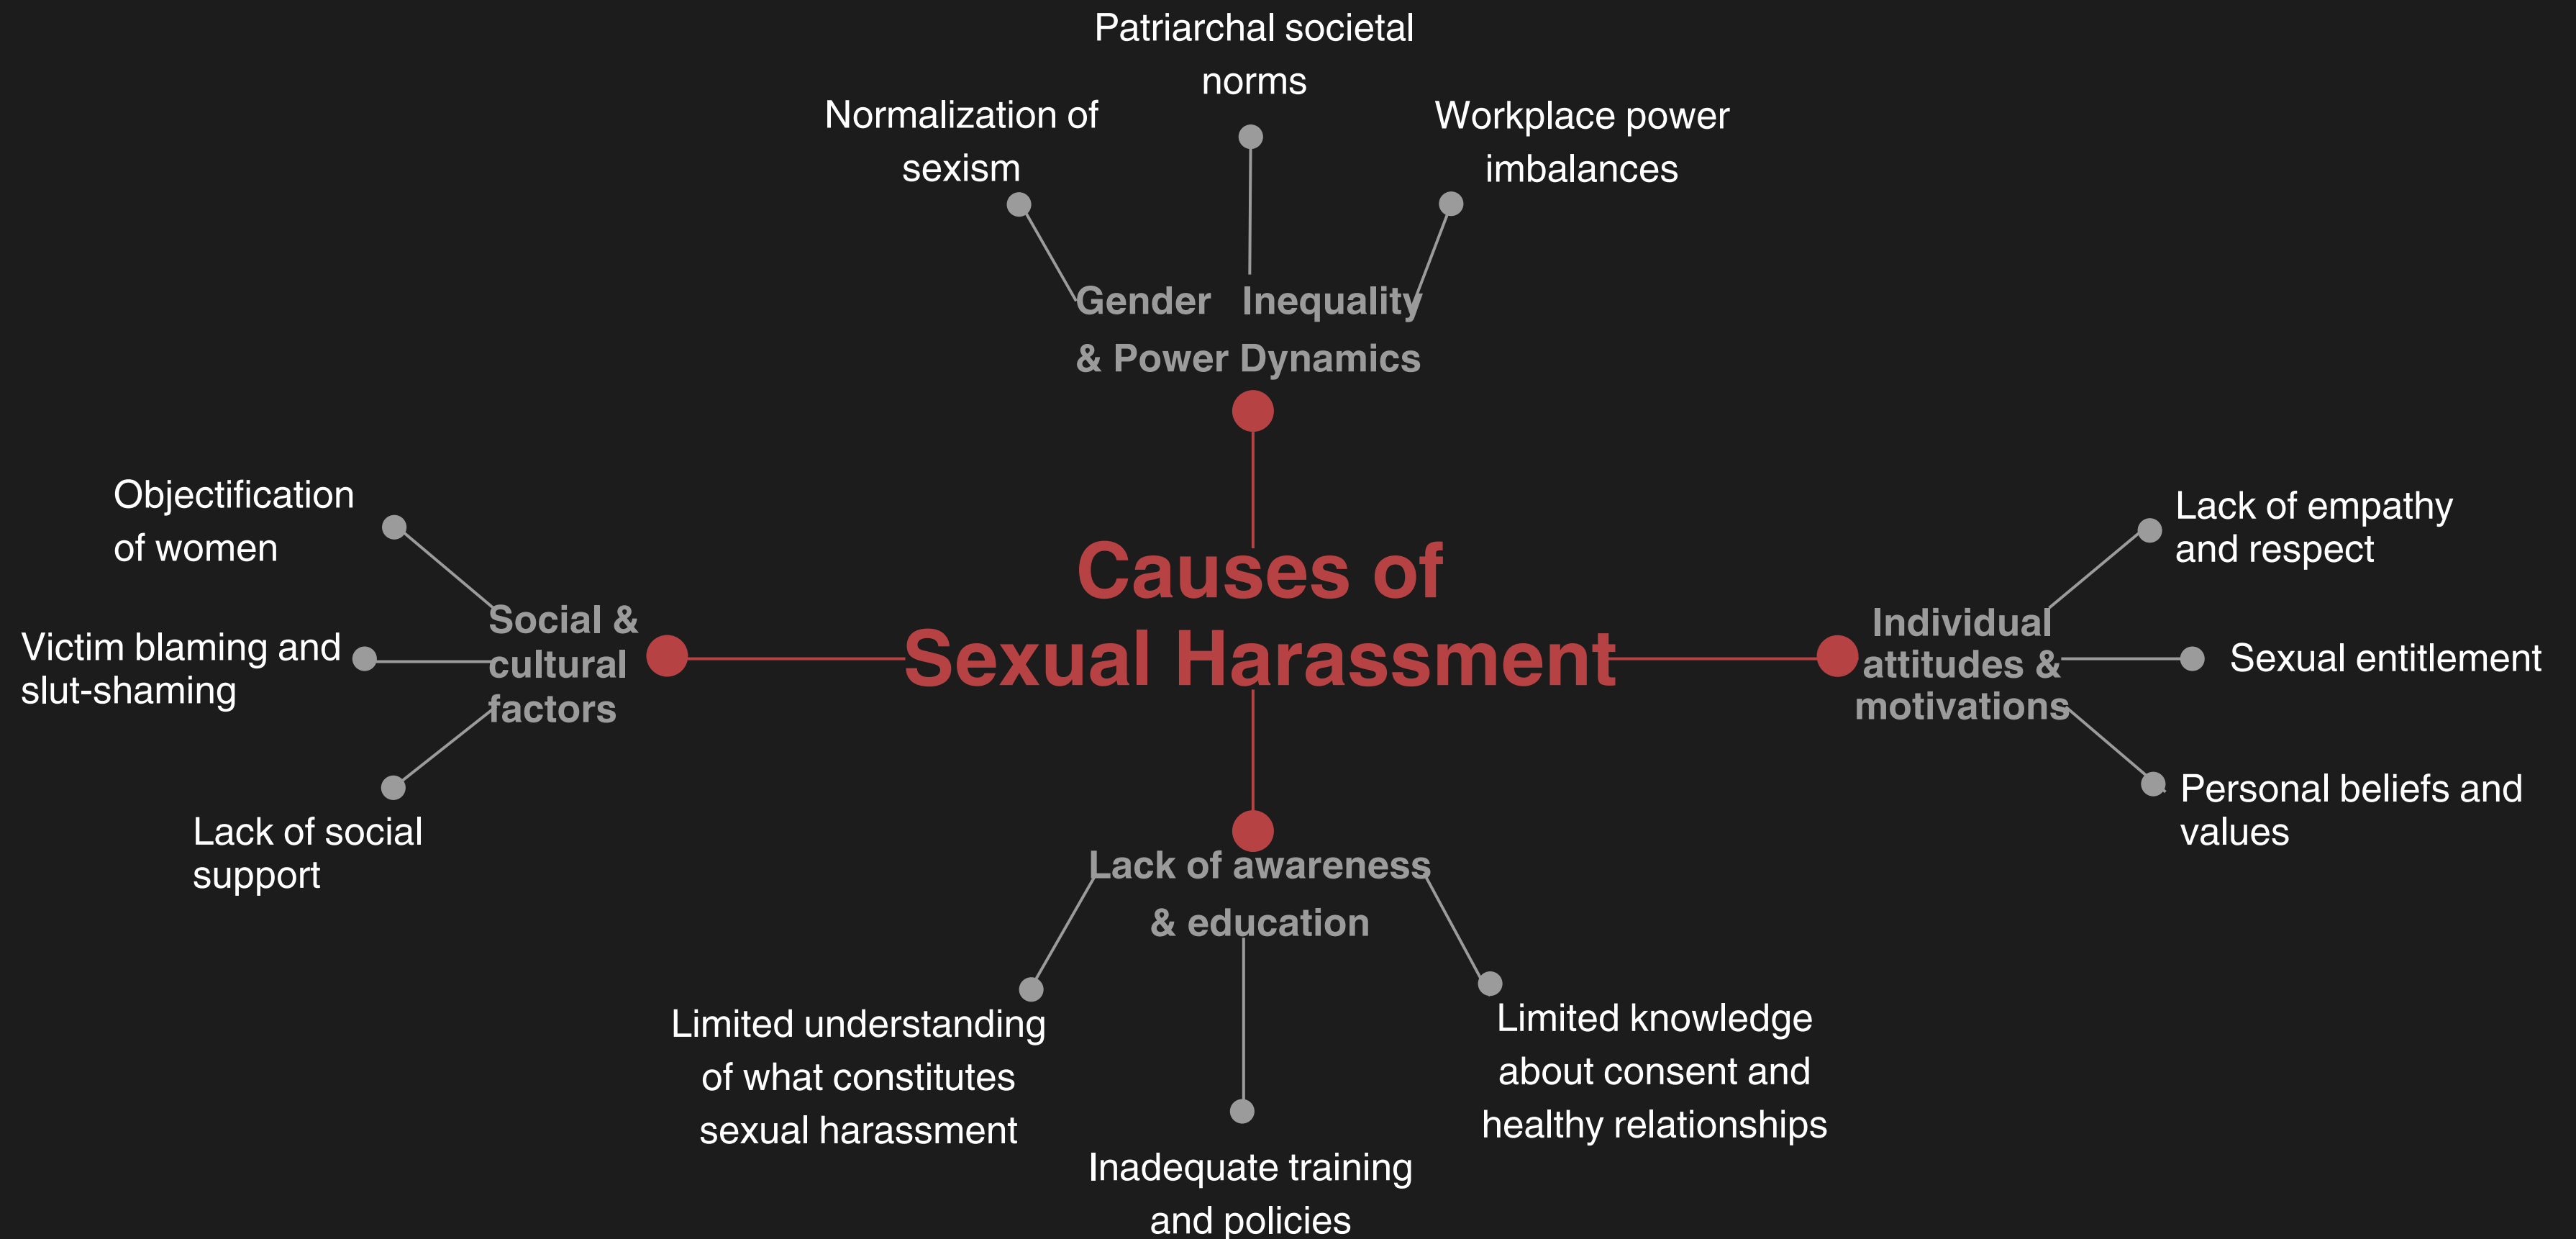 Patriarchal societal
norms
Normalization of
sexism
Workplace power
imbalances
Gender Inequality
& Power Dynamics
Objectification
of women
Victim blaming and
slut-shaming
Lack of social
support
Social &
cultural
factors
Causes of
Sexual Harassment
Individual
attitudes &
motivations
Lack of empathy
and respect
Sexual entitlement
Personal beliefs and
values
Lack of awareness
& education
Limited understanding
of what constitutes
sexual harassment
Inadequate training
and policies
Limited knowledge
about consent and
healthy relationships